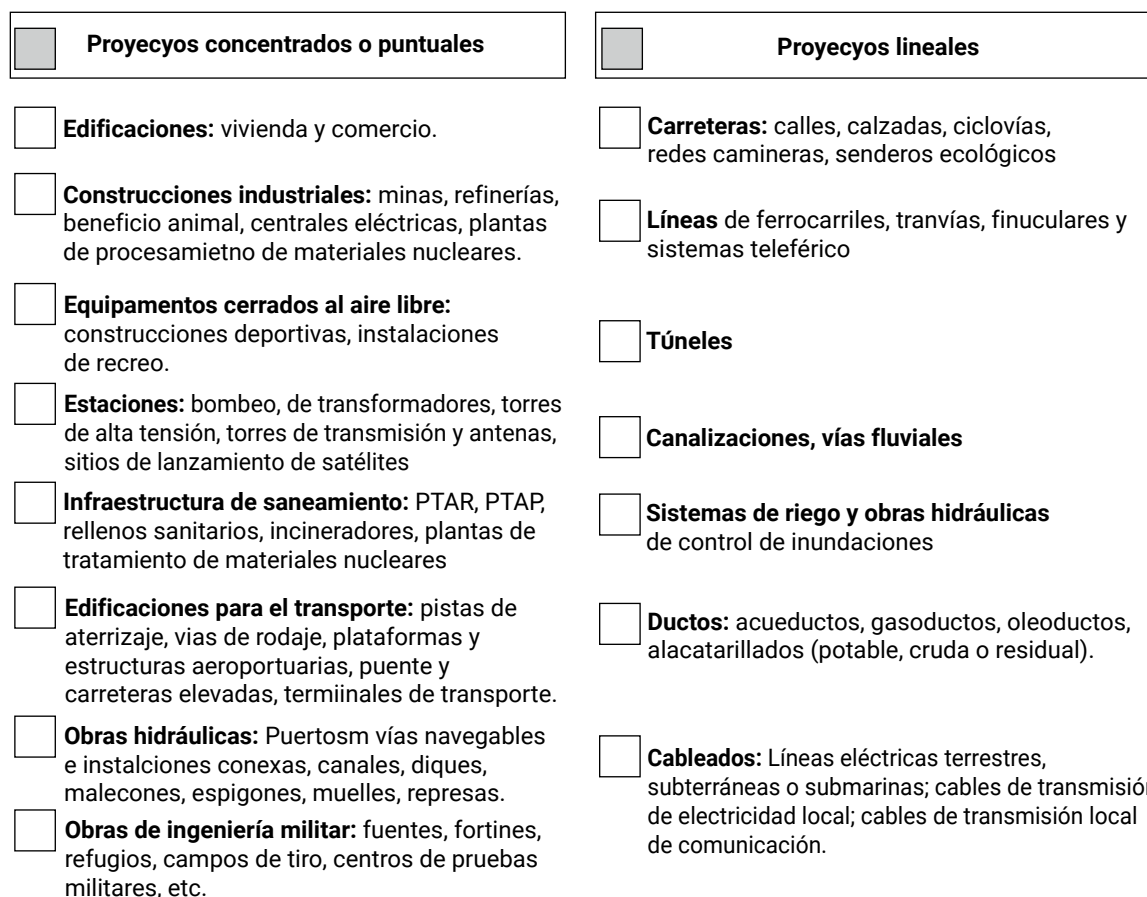 Proyecyos concentrados o puntuales
Edificaciones: vivienda y comercio.
Construcciones industriales: minas, refinerías,
beneficio animal, centrales eléctricas, plantas
de procesamietno de materiales nucleares.
Equipamentos cerrados al aire libre:
construcciones deportivas, instalaciones
de recreo.
Estaciones: bombeo, de transformadores, torres
de alta tensión, torres de transmisión y antenas,
sitios de lanzamiento de satélites
Infraestructura de saneamiento: PTAR, PTAP,
rellenos sanitarios, incineradores, plantas de
tratamiento de materiales nucleares
Edificaciones para el transporte: pistas de
aterrizaje, vias de rodaje, plataformas y
estructuras aeroportuarias, puente y
carreteras elevadas, termiinales de transporte.
Obras hidráulicas: Puertosm vías navegables
e instalciones conexas, canales, diques,
malecones, espigones, muelles, represas.
Obras de ingeniería militar: fuentes, fortines,
refugios, campos de tiro, centros de pruebas
militares, etc.
Proyecyos lineales
Carreteras: calles, calzadas, ciclovías,
redes camineras, senderos ecológicos
Líneas de ferrocarriles, tranvías, finuculares y
sistemas teleférico
Túneles
Canalizaciones, vías fluviales
Sistemas de riego y obras hidráulicas
de control de inundaciones
Ductos: acueductos, gasoductos, oleoductos,
alacatarillados (potable, cruda o residual).
Cableados: Líneas eléctricas terrestres,
subterráneas o submarinas; cables de transmisión
de electricidad local; cables de transmisión local
de comunicación.